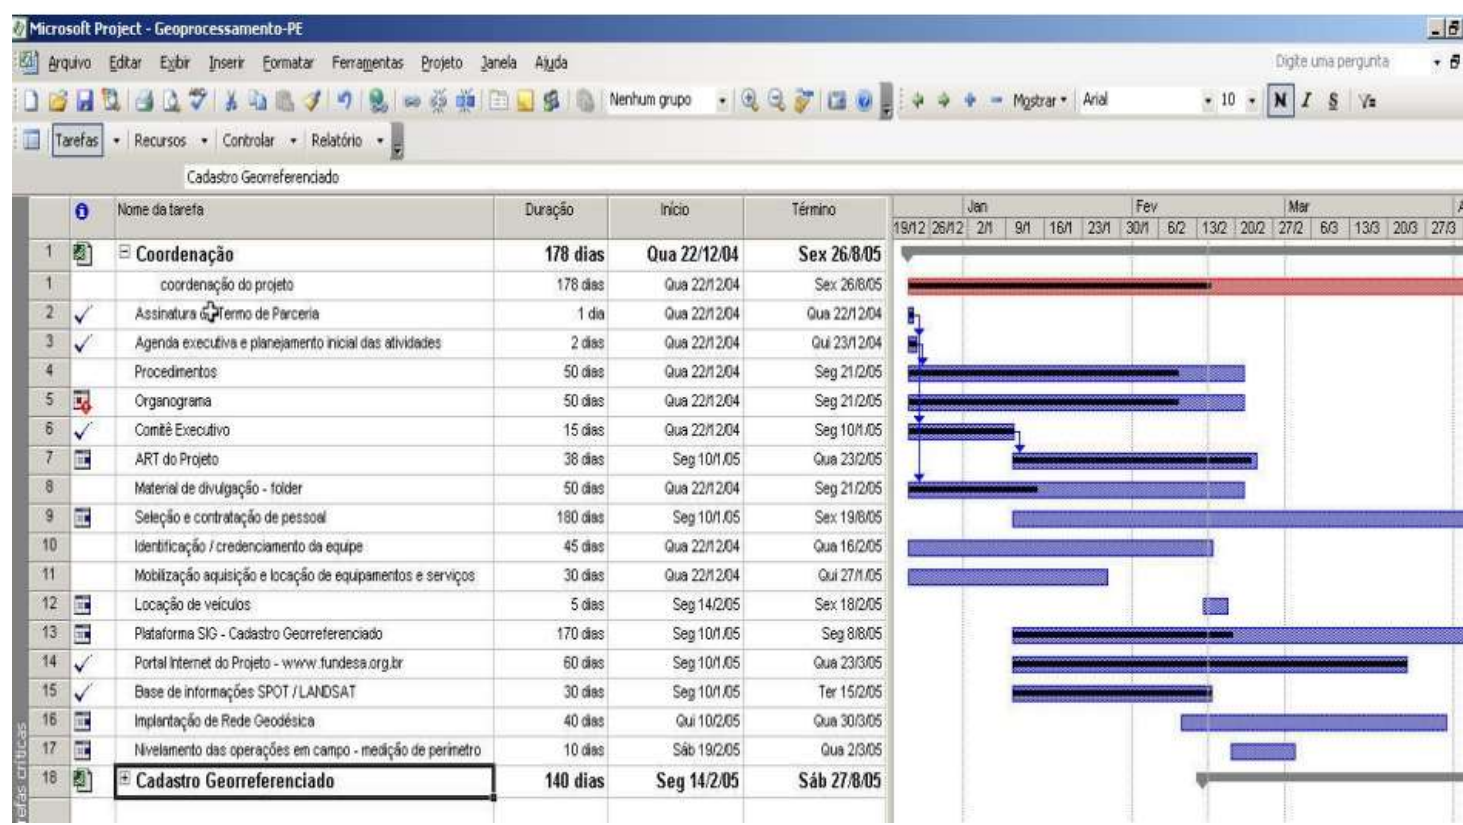 Microsoft Project - Geoprocessamento-PE
Arquivo Editar Exibir Inserir Formatar Ferramentas Projeto Janela Ajuda Digite uma pergunta
Nenhum grupo Mostrar Arial 10 N I S
Tarefas Recursos Controlar Relatório
Cadastro Georreferenciado
Nome da tarefa Duração Início Término Jan Fev Mar A
19/12 26/12 2/1 9/1 16/1 23/1 30/1 6/2 13/2 20/2 27/2 6/3 13/3 20/3 27/3
1 Coordenação 178 dias Qua 22/12/04 Sex 26/8/05
1 coordenação do projeto 178 dias Qua 22/12/04 Sex 26/8/05
2 Assinatura do Termo de Parceria 1 dia Qua 22/12/04 Qua 22/12/04
3 Agenda executiva e planejamento inicial das atividades 2 dias Qua 22/12/04 Qui 23/12/04
4 Procedimentos 50 dias Qua 22/12/04 Seg 21/2/05
5 Organograma 50 dias Qua 22/12/04 Seg 21/2/05
6 Comitê Executivo 15 dias Qua 22/12/04 Seg 10/1/05
7 ART do Projeto 38 dias Seg 10/1/05 Qua 23/2/05
8 Material de divulgação - folder 50 dias Qua 22/12/04 Seg 21/2/05
9 Seleção e contratação de pessoal 180 dias Seg 10/1/05 Sex 19/8/05
10 Identificação / credenciamento da equipe 45 dias Qua 22/12/04 Qua 16/2/05
11 Mobilização aquisição e locação de equipamentos e serviços 30 dias Qua 22/12/04 Qui 27/1/05
12 Locação de veículos 5 dias Seg 14/2/05 Sex 18/2/05
13 Plataforma SIG - Cadastro Georreferenciado 170 dias Seg 10/1/05 Seg 8/8/05
14 Portal Internet do Projeto - www.fundesa.org.br 60 dias Seg 10/1/05 Qua 23/3/05
15 Base de informações SPOT / LANDSAT 30 dias Seg 10/1/05 Ter 15/2/05
16 Implantação de Rede Geodésica 40 dias Qui 10/2/05 Qua 30/3/05
17 Nivelamento das operações em campo - medição de perímetro 10 dias Sáb 19/2/05 Qua 2/3/05
18 Cadastro Georreferenciado 140 dias Seg 14/2/05 Sáb 27/8/05
refas críticas